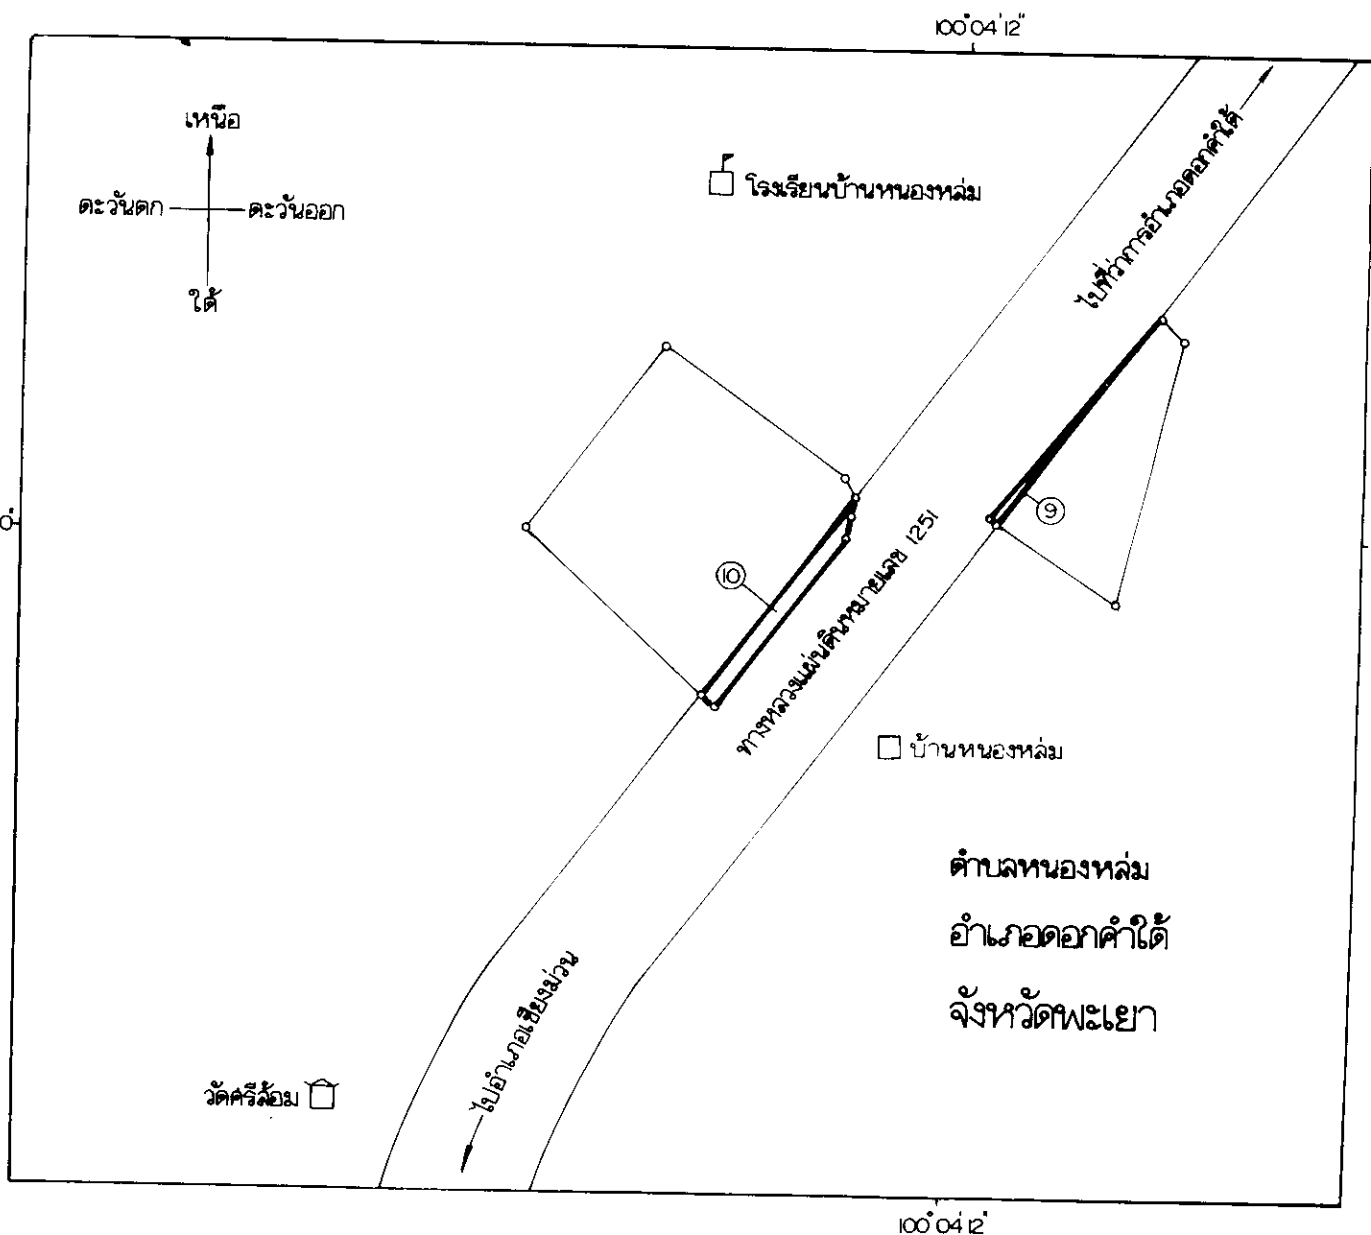 100°04'12"
เหนือ
ตะวันตก
ตะวันออก
ใต้
โรงเรียนบ้านหนองหล่ม
ไปที่ว่าการอำเภอดอกคำใต้
0'
9
10
ทางหลวงแผ่นดินหมายเลข 1251
บ้านหนองหล่ม
ตำบลหนองหล่ม
อำเภอดอกคำใต้
จังหวัดพะเยา
ไปอำเภอเชียงม่วน
วัดศรีล้อม
100°04'12"